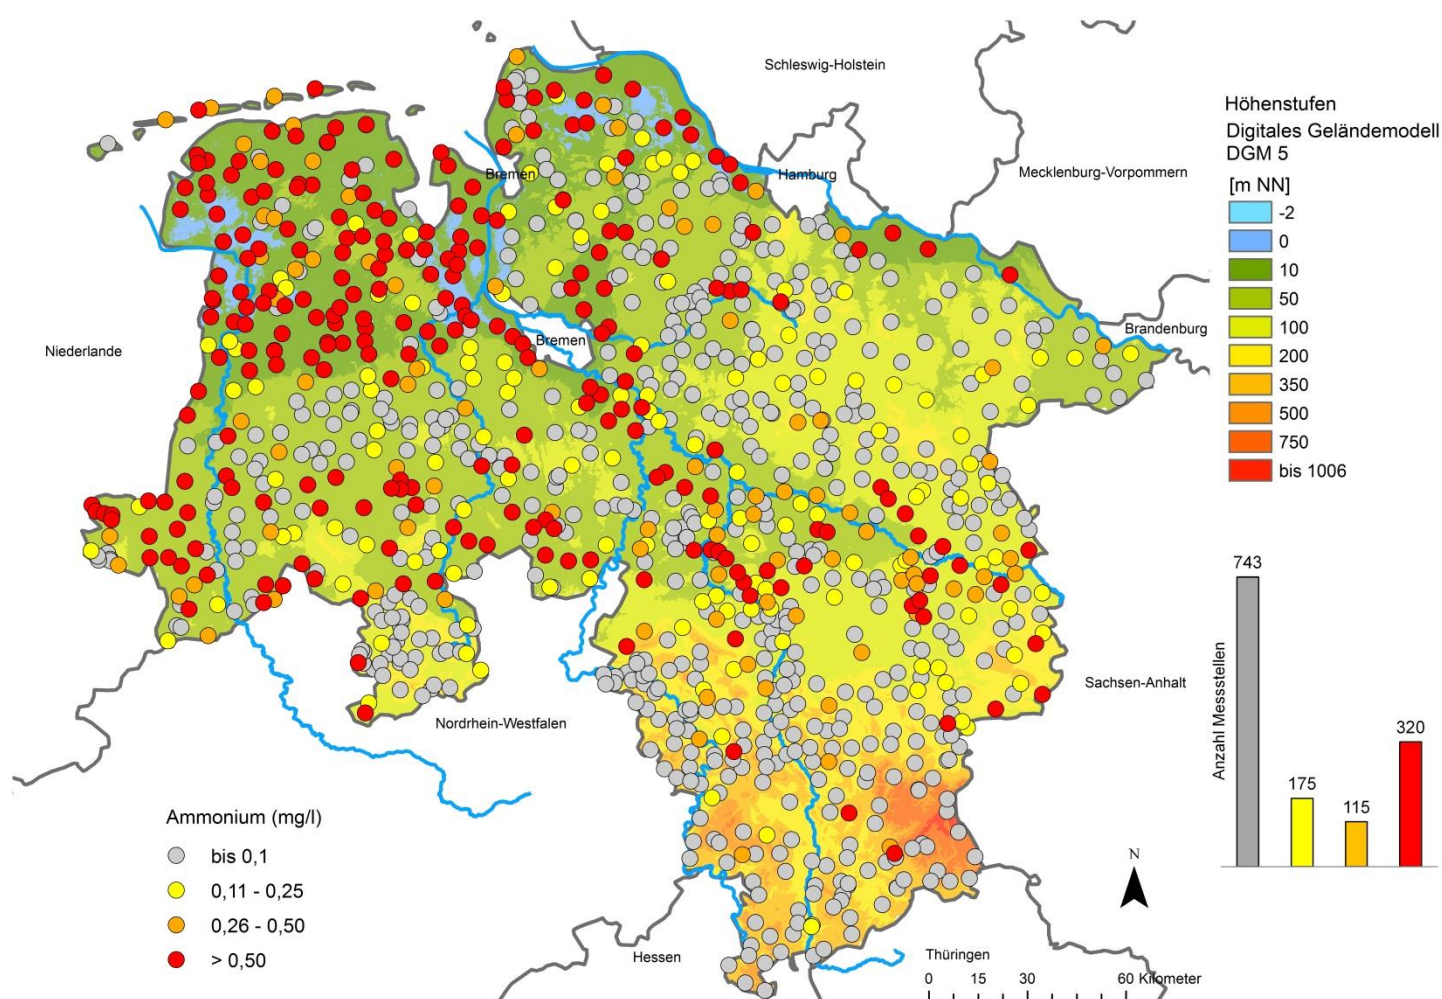 Schleswig-Holstein
Hamburg
Mecklenburg-Vorpommern
Bremen
Bremen
Niederlande
Brandenburg
Sachsen-Anhalt
Nordrhein-Westfalen
Hessen
Thüringen
Höhenstufen
Digitales Geländemodell
DGM 5
[m NN]
-2
0
10
50
100
200
350
500
750
bis 1006
Anzahl Messstellen
743
175
115
320
Ammonium (mg/l)
bis 0,1
0,11 - 0,25
0,26 - 0,50
> 0,50
N
0 15 30 60 Kilometer